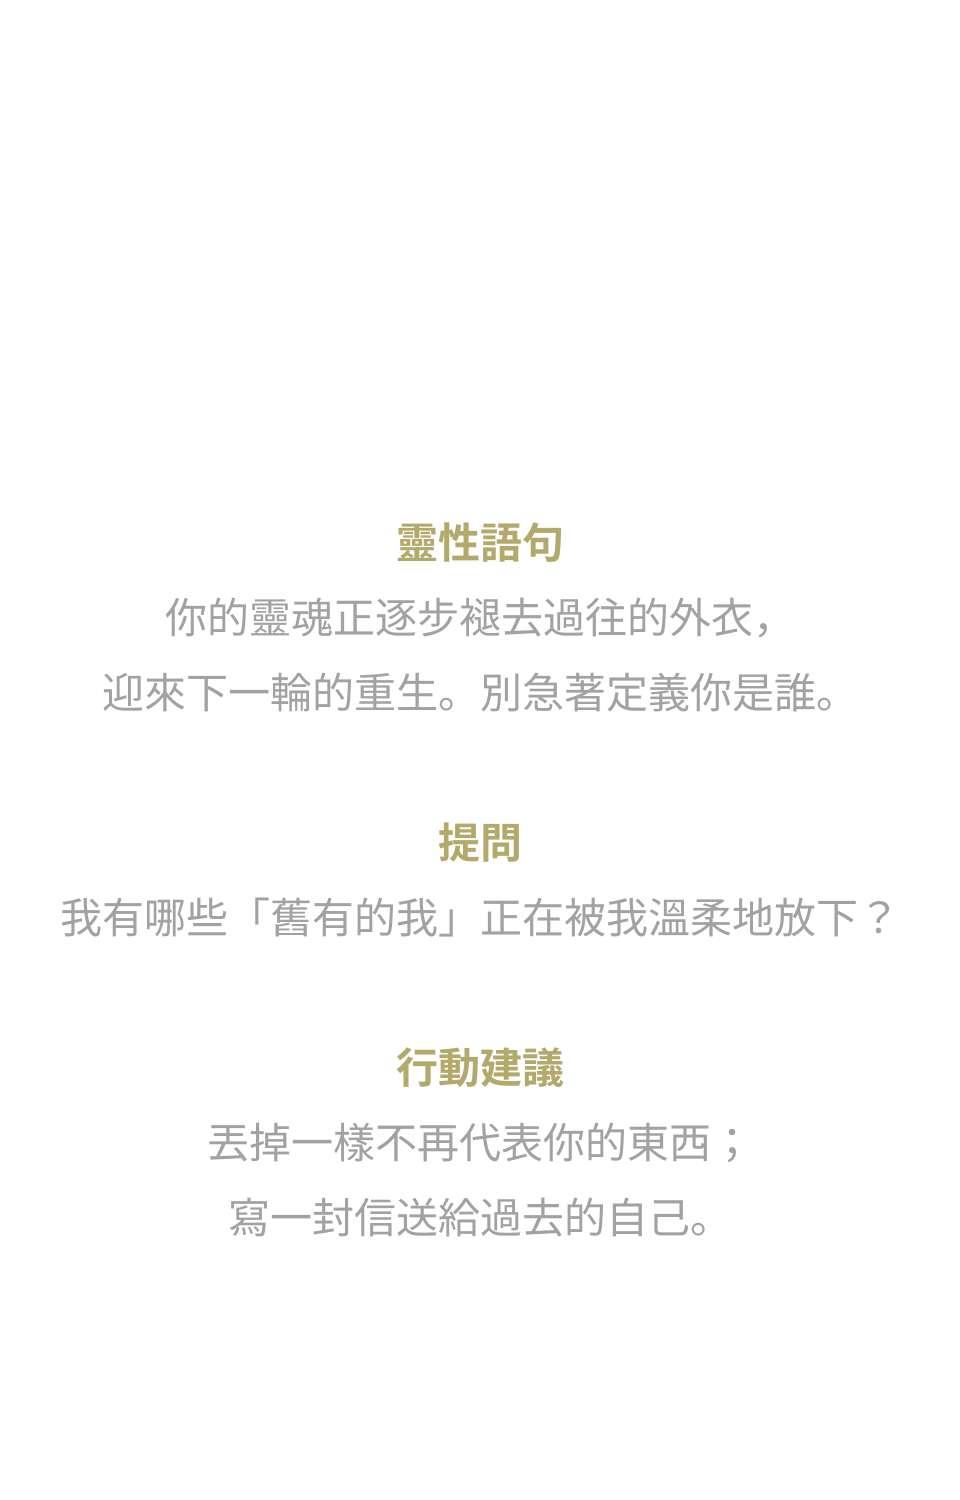 靈性語句
你的靈魂正逐步褪去過往的外衣，
迎來下一輪的重生。別急著定義你是誰。
提問
我有哪些「舊有的我」正在被我溫柔地放下？
行動建議
丟掉一樣不再代表你的東西；
寫一封信送給過去的自己。